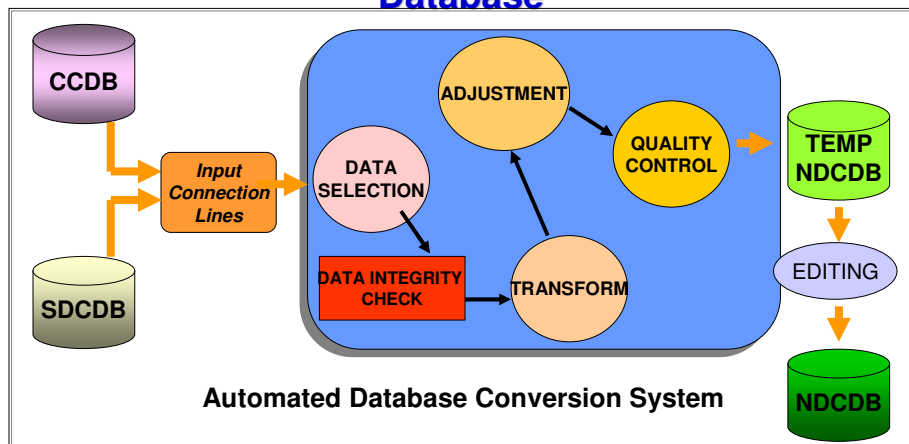 Database
CCDB
SDCDB
Input
Connection
Lines
DATA
SELECTION
DATA INTEGRITY
CHECK
TRANSFORM
ADJUSTMENT
QUALITY
CONTROL
TEMP
NDCDB
EDITING
NDCDB
Automated Database Conversion System